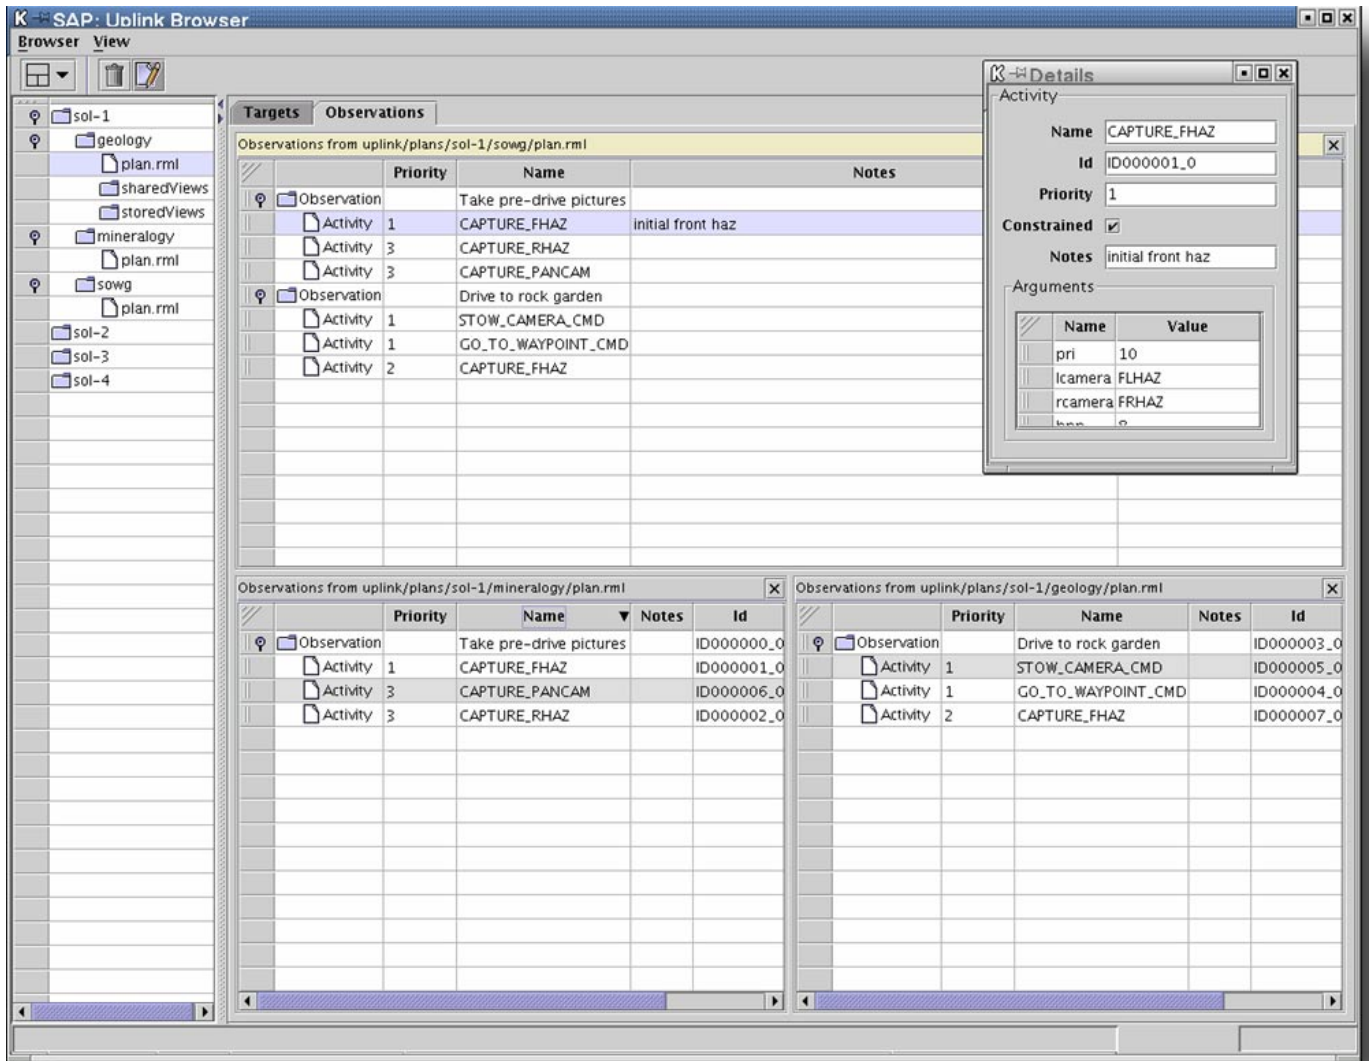 SAP: Uplink Browser
Browser View
sol-1
geology
plan.rml
sharedViews
storedViews
mineralogy
plan.rml
sowg
plan.rml
sol-2
sol-3
sol-4
Targets Observations
Observations from uplink/plans/sol-1/sowg/plan.rml
Priority Name Notes
Observation Take pre-drive pictures
Activity 1 CAPTURE_FHAZ initial front haz
Activity 3 CAPTURE_RHAZ
Activity 3 CAPTURE_PANCAM
Observation Drive to rock garden
Activity 1 STOW_CAMERA_CMD
Activity 1 GO_TO_WAYPOINT_CMD
Activity 2 CAPTURE_FHAZ
Details
Activity
Name CAPTURE_FHAZ
Id ID000001_0
Priority 1
Constrained
Notes initial front haz
Arguments
Name Value
pri 10
lcamera FLHAZ
rcamera FRHAZ
Observations from uplink/plans/sol-1/mineralogy/plan.rml
Priority Name Notes Id
Observation Take pre-drive pictures ID000000_0
Activity 1 CAPTURE_FHAZ ID000001_0
Activity 3 CAPTURE_PANCAM ID000006_0
Activity 3 CAPTURE_RHAZ ID000002_0
Observations from uplink/plans/sol-1/geology/plan.rml
Priority Name Notes Id
Observation Drive to rock garden ID000003_0
Activity 1 STOW_CAMERA_CMD ID000005_0
Activity 1 GO_TO_WAYPOINT_CMD ID000004_0
Activity 2 CAPTURE_FHAZ ID000007_0